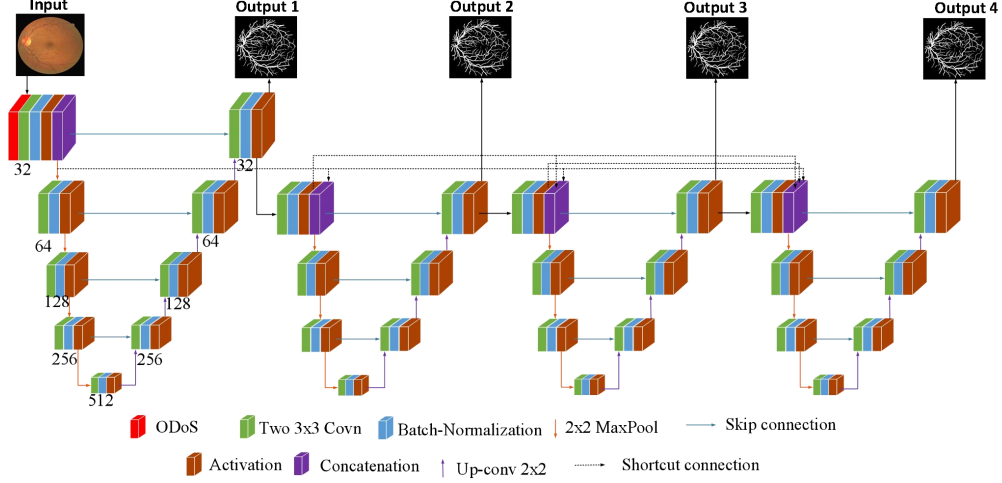 Input
Output 1
Output 2
Output 3
Output 4
32
32
64
64
128
128
256
256
512
ODoS
Two 3x3 Covn
Batch-Normalization
2x2 MaxPool
Skip connection
Activation
Concatenation
Up-conv 2x2
Shortcut connection